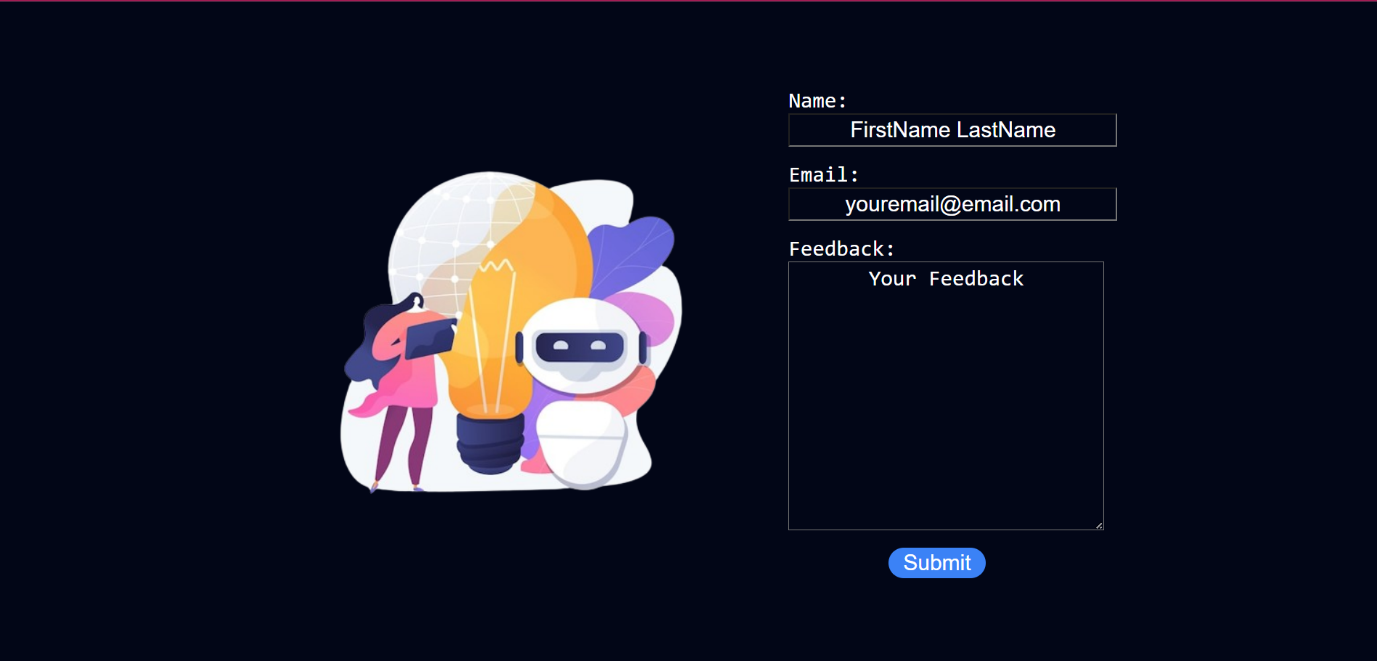 Name:
FirstName LastName
Email:
youremail@email.com
Feedback:
Your Feedback
Submit